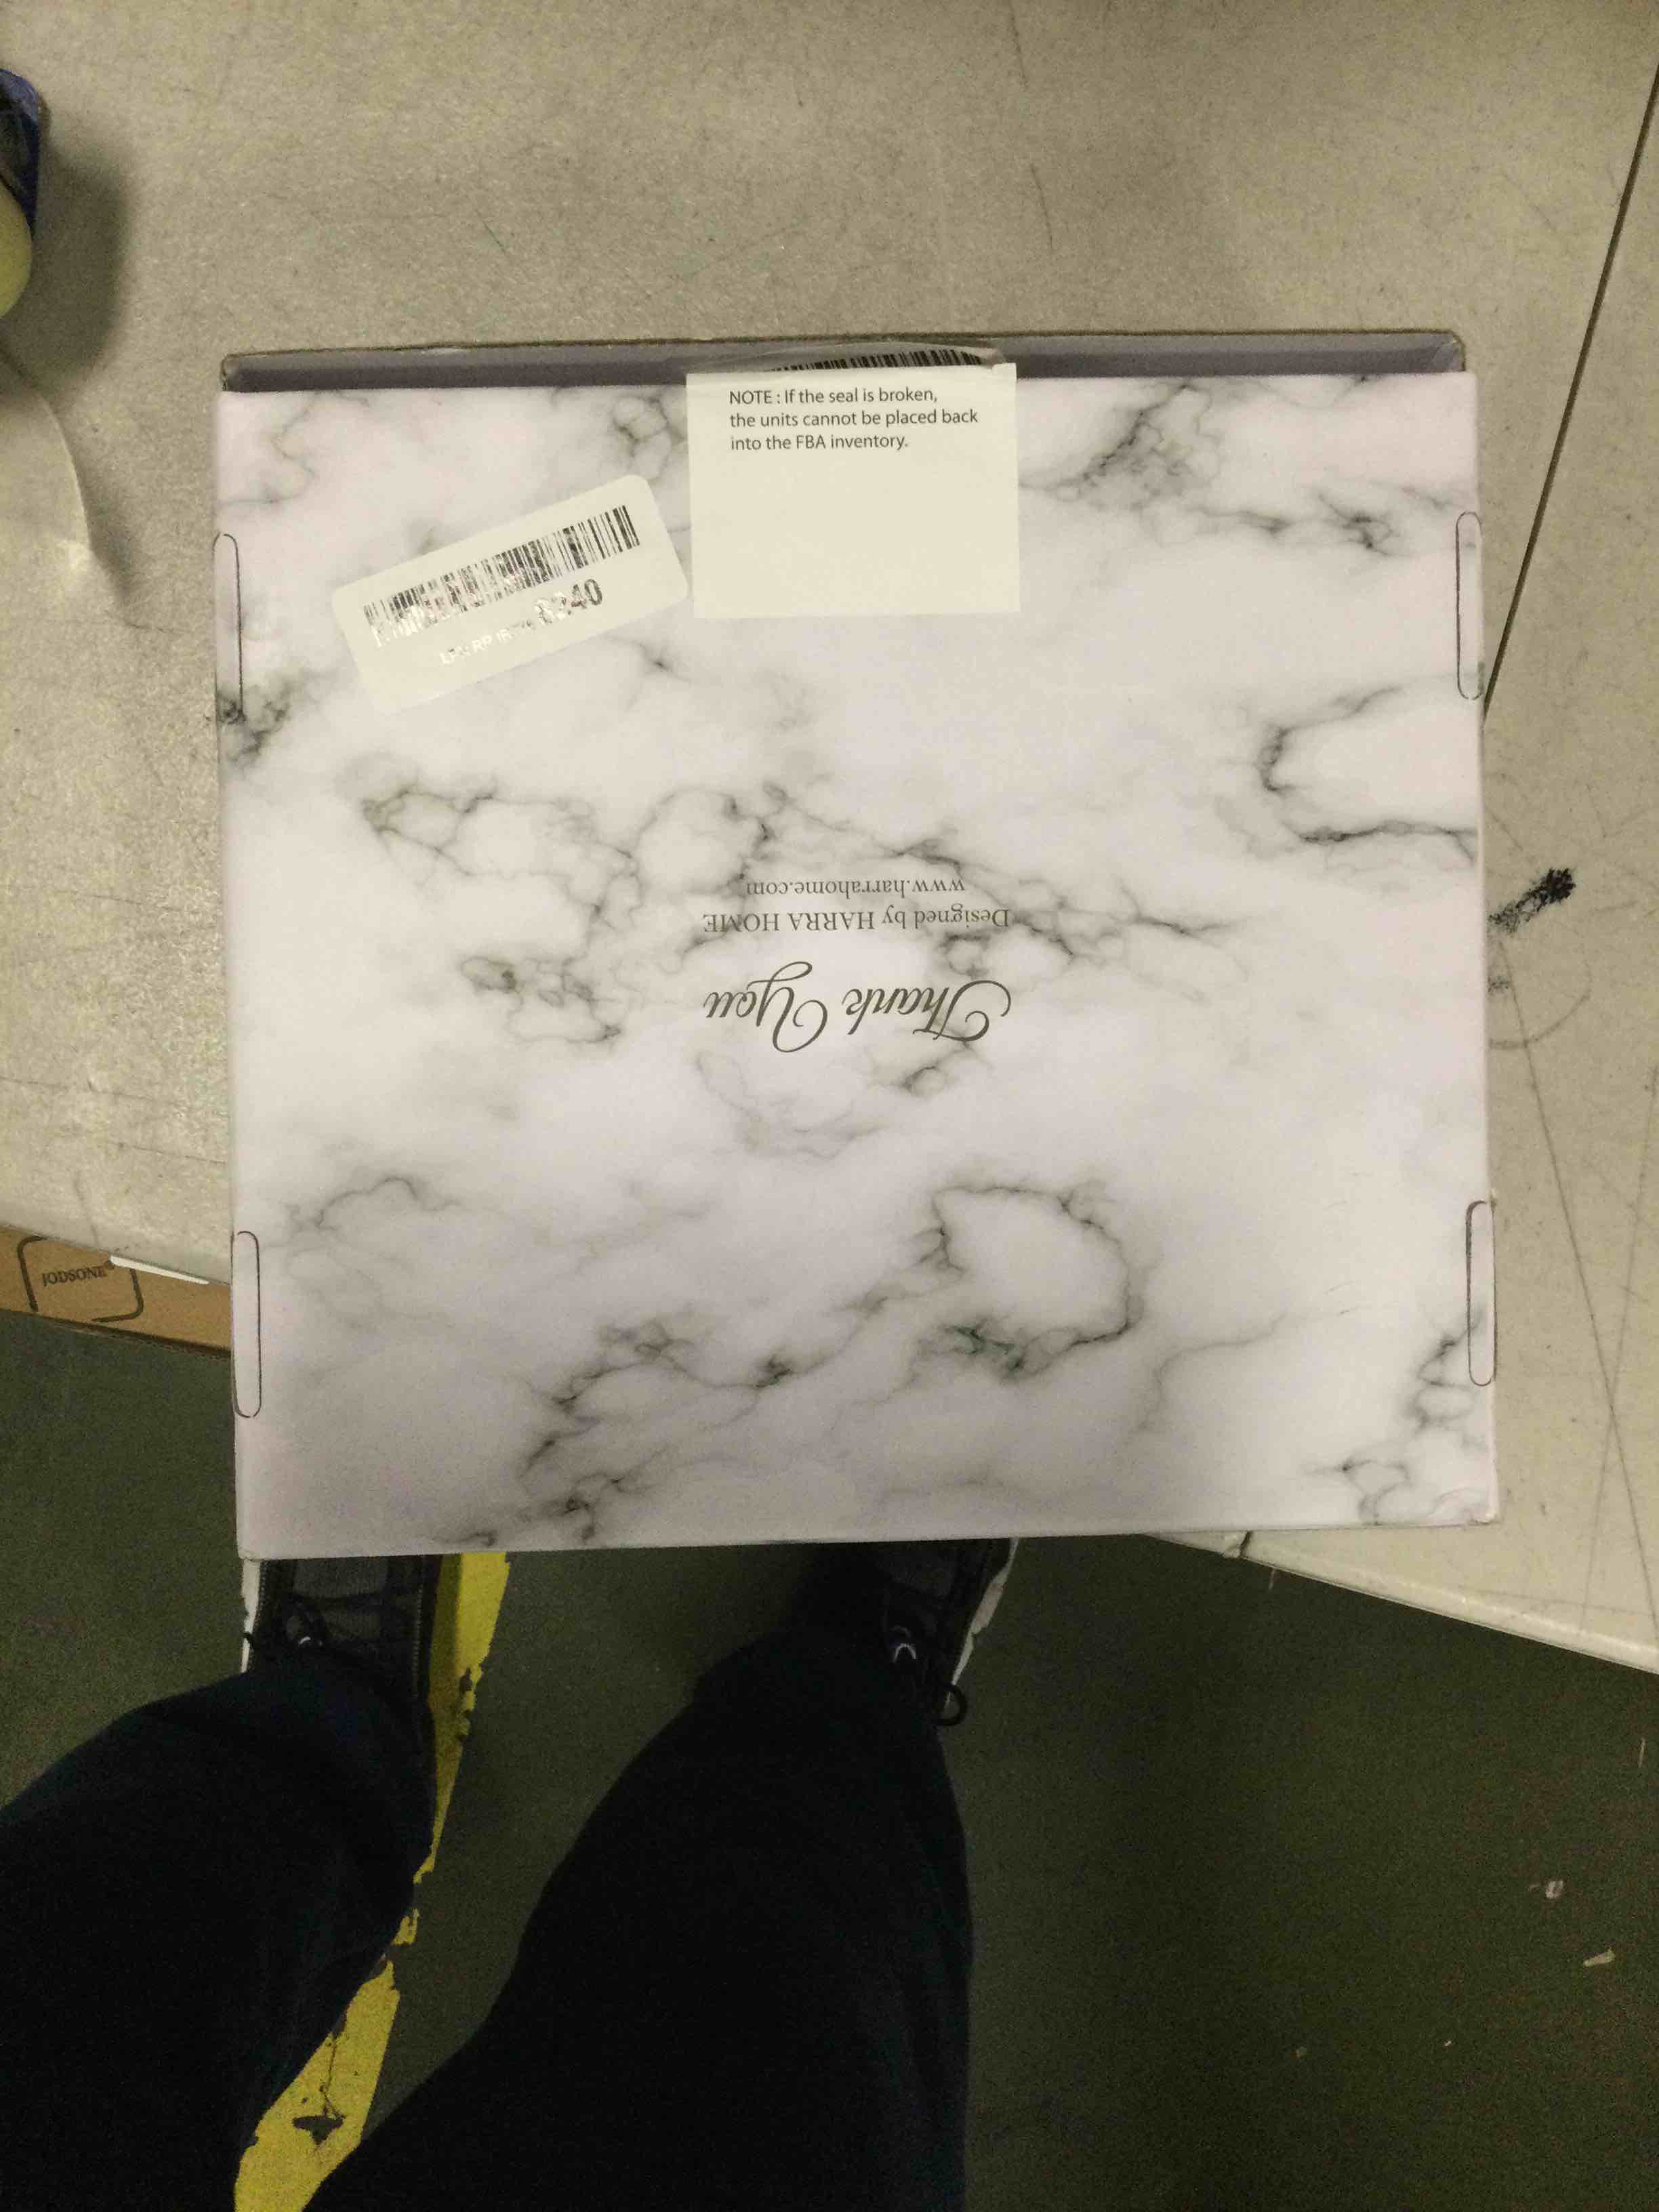 NOTE : If the seal is broken,
the units cannot be placed back
into the FBA inventory.
Thank You
Designed by HARRA HOME
www.harrahome.com
JODSONE®